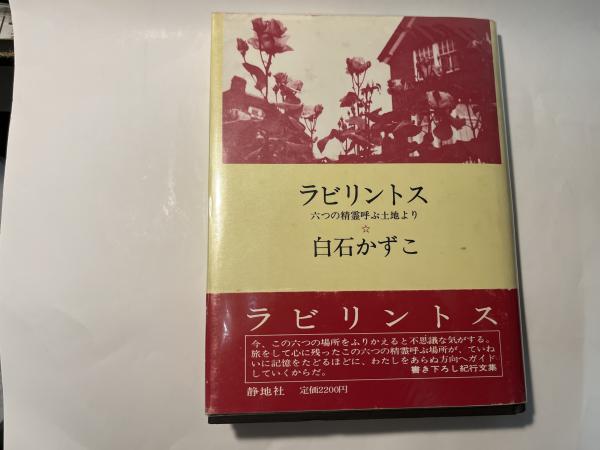 ラビリントス
六つの精霊呼ぶ土地より
☆
白石かずこ
ラビリントス
今、この六つの場所をふりかえると不思議な気がする。
旅をして心に残ったこの六つの精霊呼ぶ場所が、ていね
いに記憶をたどるほどに、わたしをあらぬ方向へガイド
していくからだ。
書き下ろし紀行文集
静地社 定価2200円